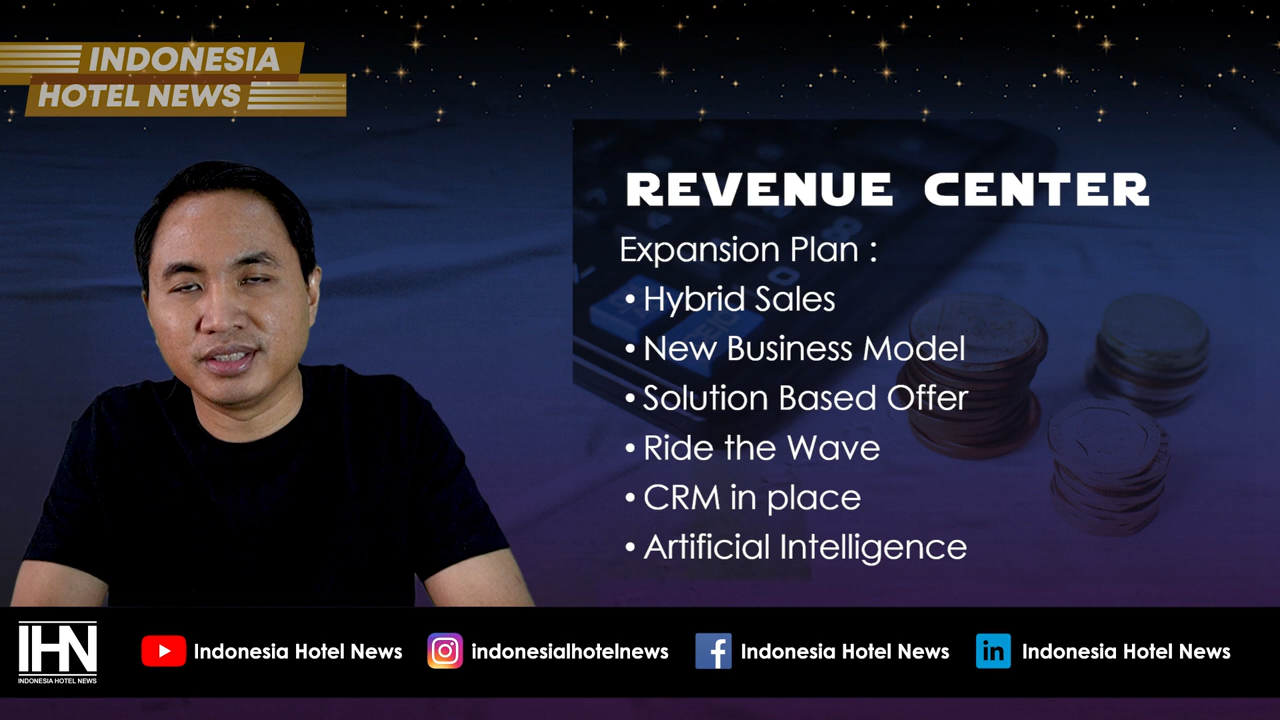 INDONESIA
HOTEL NEWS
REVENUE CENTER
Expansion Plan :
• Hybrid Sales
• New Business Model
• Solution Based Offer
• Ride the Wave
• CRM in place
• Artificial Intelligence
IHN
INDONESIA HOTEL NEWS
Indonesia Hotel News
indonesialhotelnews
Indonesia Hotel News
in
Indonesia Hotel News